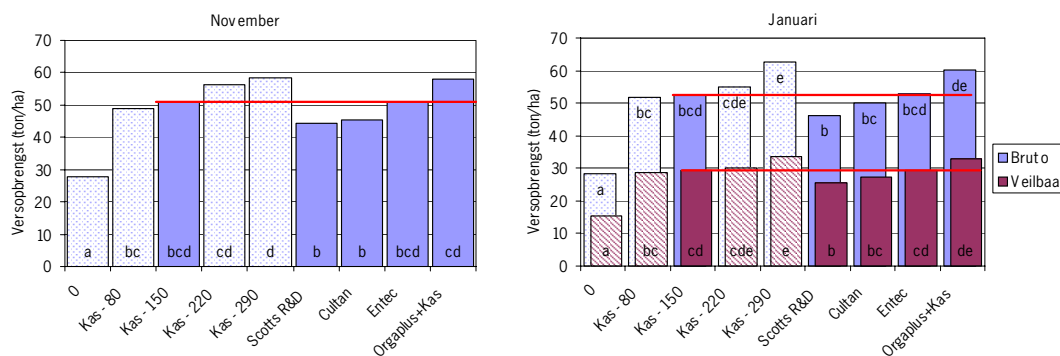 November
Versopbrengst (ton/ha)
70
60
50
40
30
20
10
0
a
bc
bcd
cd
d
b
b
bcd
cd
0
Kas - 80
Kas - 150
Kas - 220
Kas - 290
Scotts R&D
Cultan
Entec
Orgaplus+Kas
Januari
Versopbrengst (ton/ha)
70
60
50
40
30
20
10
0
a
bc
bcd
cde
e
b
bc
bcd
de
a
bc
cd
cde
e
b
bc
cd
de
0
Kas - 80
Kas - 150
Kas - 220
Kas - 290
Scotts R&D
Cultan
Entec
Orgaplus+Kas
Bruto
Veilbaa